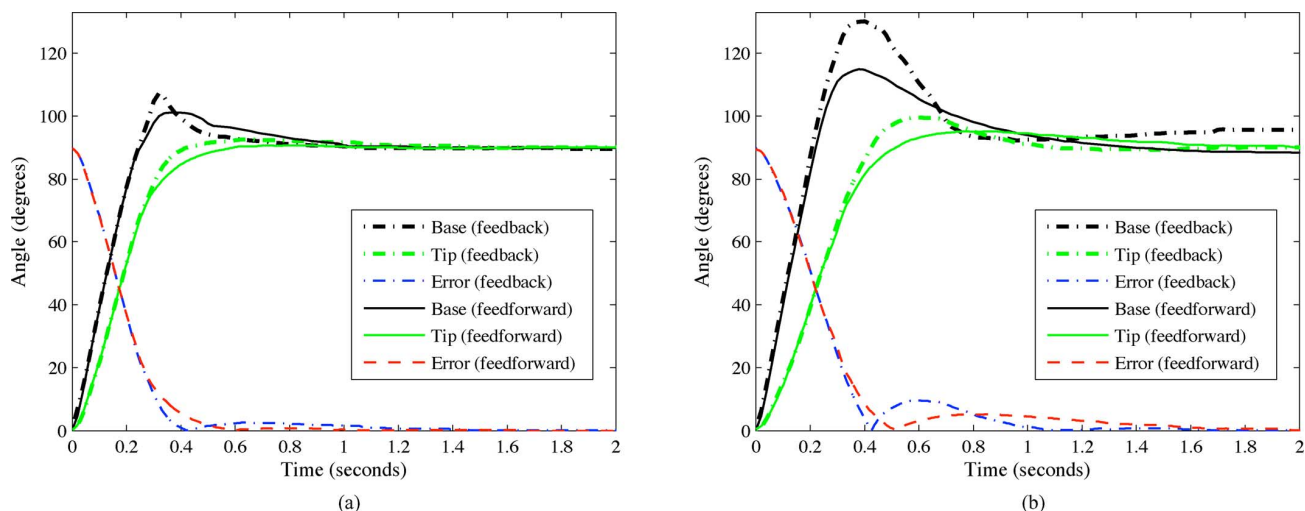 120
100
80
60
40
20
0
Angle (degrees)
0 0.2 0.4 0.6 0.8 1 1.2 1.4 1.6 1.8 2
Time (seconds)
Base (feedback)
Tip (feedback)
Error (feedback)
Base (feedforward)
Tip (feedforward)
Error (feedforward)
(a)
120
100
80
60
40
20
0
Angle (degrees)
0 0.2 0.4 0.6 0.8 1 1.2 1.4 1.6 1.8 2
Time (seconds)
Base (feedback)
Tip (feedback)
Error (feedback)
Base (feedforward)
Tip (feedforward)
Error (feedforward)
(b)